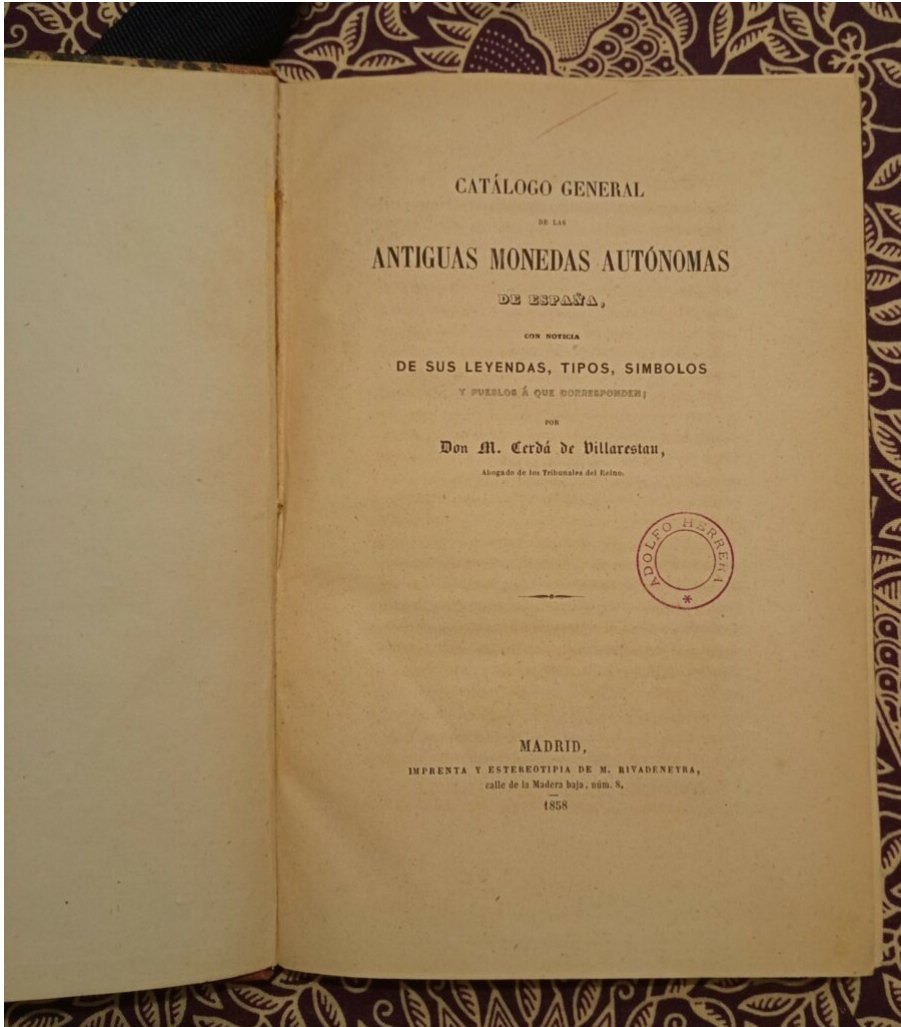 CATÁLOGO GENERAL
DE LAS
ANTIGUAS MONEDAS AUTÓNOMAS
DE ESPAÑA,
CON NOTICIA
DE SUS LEYENDAS, TIPOS, SIMBOLOS
Y PUEBLOS Á QUE CORRESPONDEN;
POR
Don M. Cerdá de Villarestau,
Abogado de los Tribunales del Reino.
ADOLFO HERRERA *
MADRID,
IMPRENTA Y ESTEREOTIPIA DE M. RIVADENEYRA,
calle de la Madera baja, núm. 8.
1858